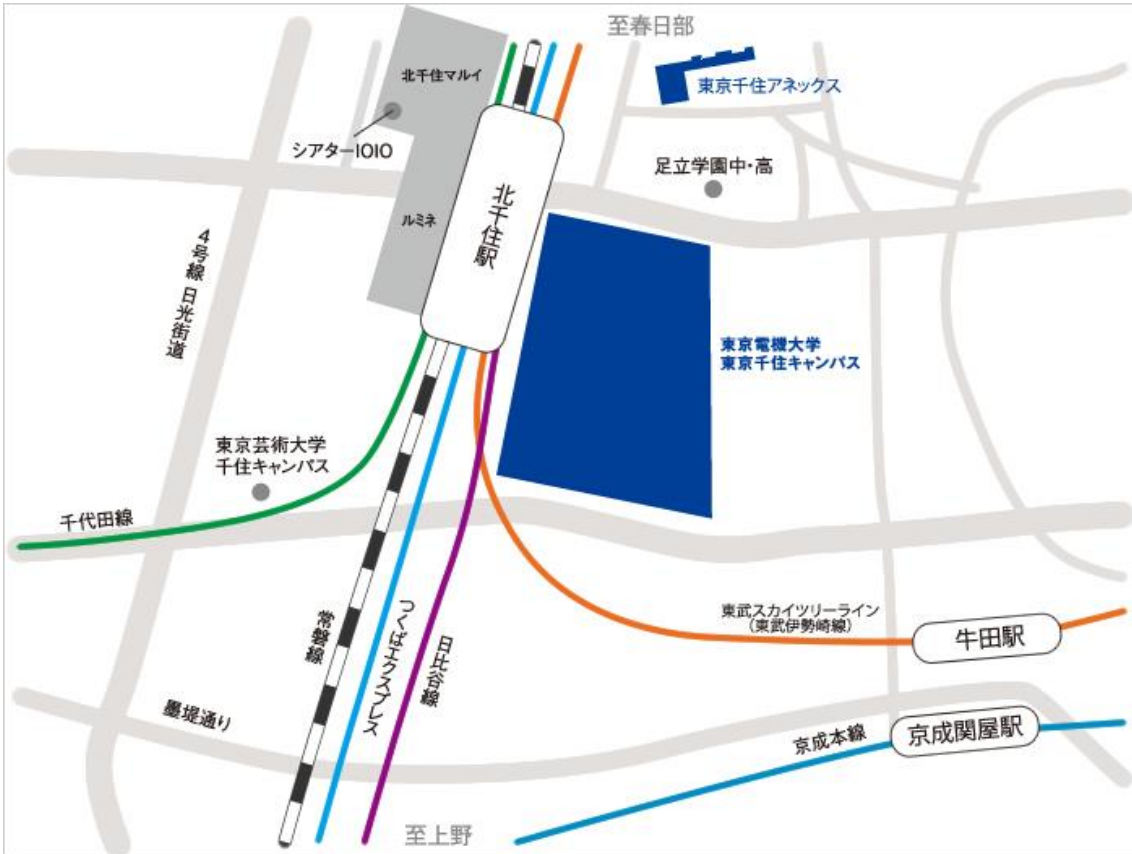 至春日部
北千住マルイ
東京千住アネックス
シアター1010
足立学園中・高
ルミネ
北千住駅
4号線 日光街道
東京電機大学
東京千住キャンパス
東京芸術大学
千住キャンパス
千代田線
東武スカイツリーライン
（東武伊勢崎線）
牛田駅
常磐線
つくばエクスプレス
日比谷線
墨堤通り
京成本線
京成関屋駅
至上野